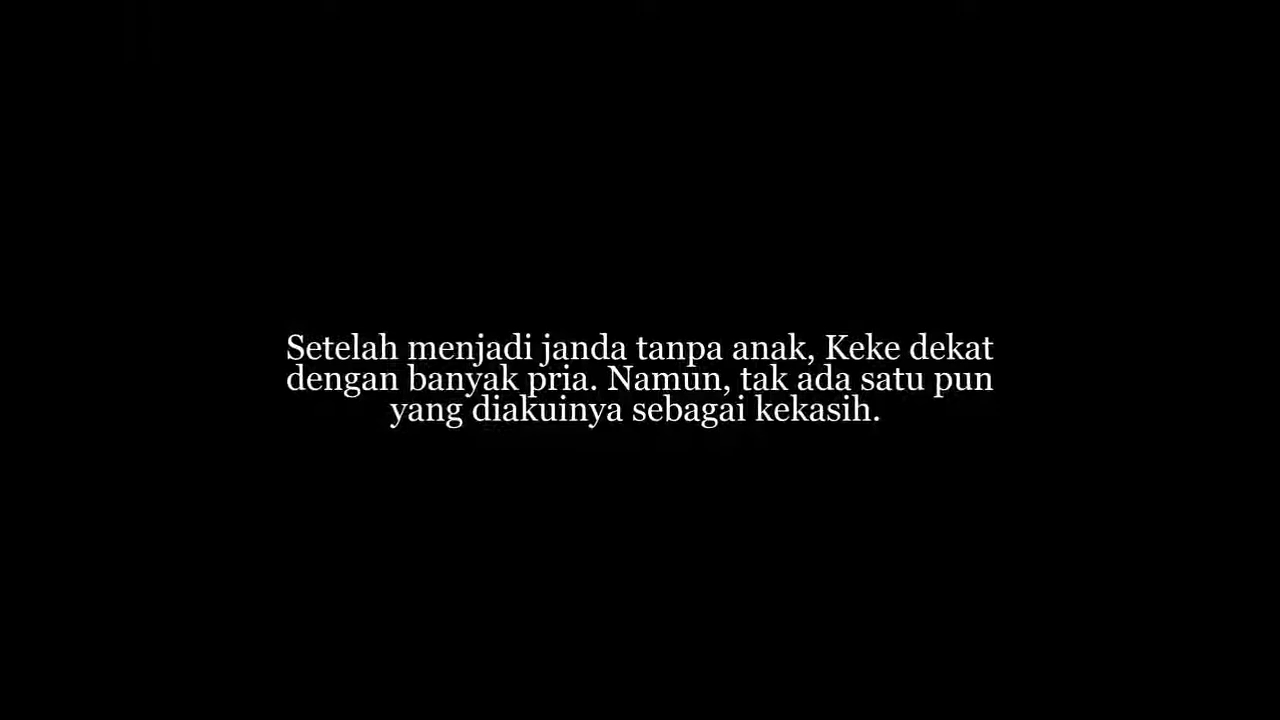 Setelah menjadi janda tanpa anak, Keke dekat
dengan banyak pria. Namun, tak ada satu pun
yang diakuinya sebagai kekasih.